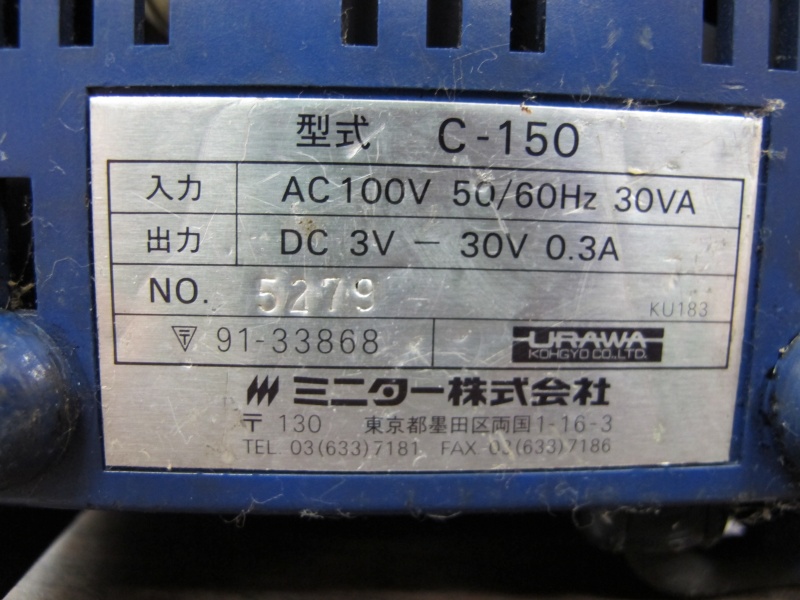 型式 C-150
入力 AC100V 50/60Hz 30VA
出力 DC 3V — 30V 0.3A
NO. 5279 KU183
〒 91-33868 URAWA
KOHGYO CO.,LTD.
ミニター株式会社
〒 130 東京都墨田区両国1-16-3
TEL. 03(633)7181 FAX 03(633)7186